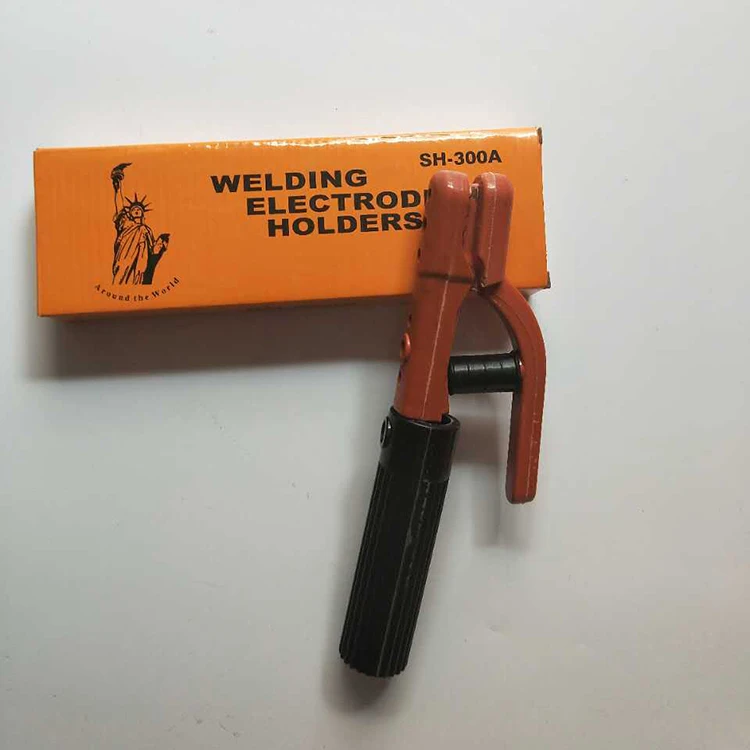 SH-300A
WELDING
ELECTROD
HOLDERS
Around the World